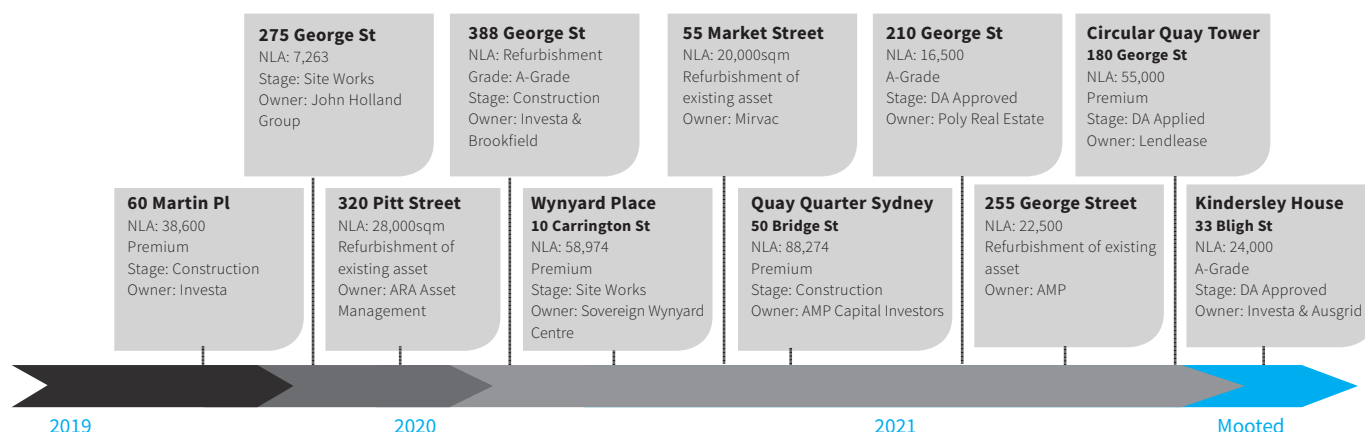 275 George St
NLA: 7,263
Stage: Site Works
Owner: John Holland
Group
388 George St
NLA: Refurbishment
Grade: A-Grade
Stage: Construction
Owner: Investa &
Brookfield
55 Market Street
NLA: 20,000sqm
Refurbishment of
existing asset
Owner: Mirvac
210 George St
NLA: 16,500
A-Grade
Stage: DA Approved
Owner: Poly Real Estate
Circular Quay Tower
180 George St
NLA: 55,000
Premium
Stage: DA Applied
Owner: Lendlease
60 Martin Pl
NLA: 38,600
Premium
Stage: Construction
Owner: Investa
320 Pitt Street
NLA: 28,000sqm
Refurbishment of
existing asset
Owner: ARA Asset
Management
Wynyard Place
10 Carrington St
NLA: 58,974
Premium
Stage: Site Works
Owner: Sovereign Wynyard
Centre
Quay Quarter Sydney
50 Bridge St
NLA: 88,274
Premium
Stage: Construction
Owner: AMP Capital Investors
255 George Street
NLA: 22,500
Refurbishment of existing
asset
Owner: AMP
Kindersley House
33 Bligh St
NLA: 24,000
A-Grade
Stage: DA Approved
Owner: Investa & Ausgrid
2019
2020
2021
Mooted